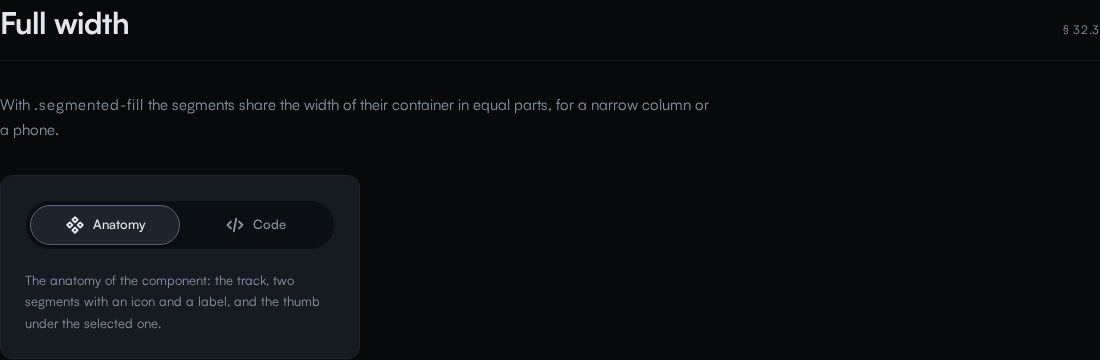 Full width
§ 32.3
With .segmented-fill the segments share the width of their container in equal parts, for a narrow column or
a phone.
Anatomy
Code
The anatomy of the component: the track, two
segments with an icon and a label, and the thumb
under the selected one.